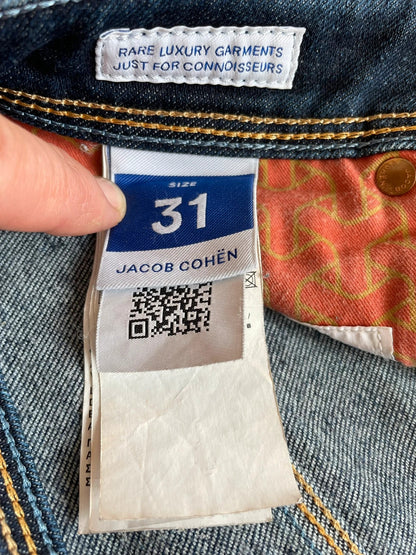 RARE LUXURY GARMENTS
JUST FOR CONNOISSEURS
SIZE
31
JACOB COHËN